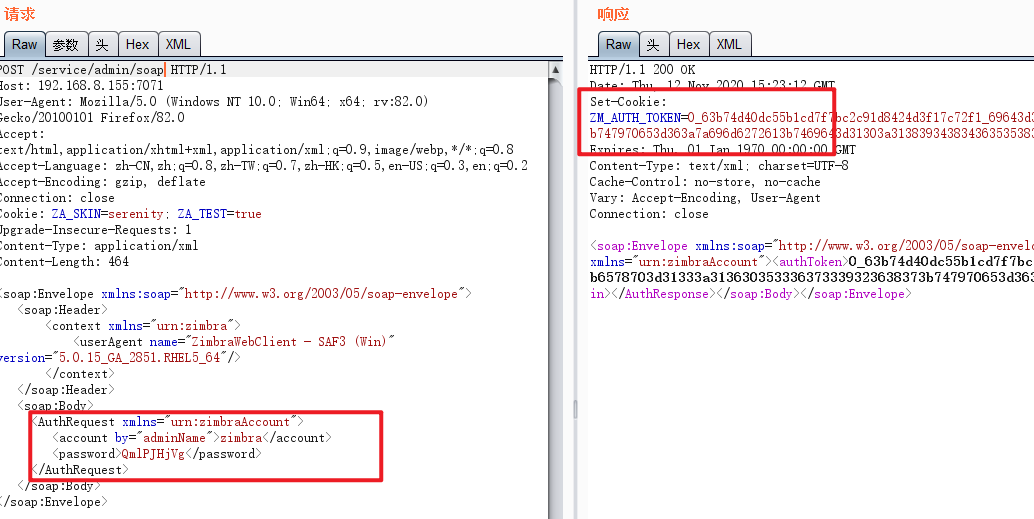 请求
Raw 参数 头 Hex XML
POST /service/admin/soap HTTP/1.1
Host: 192.168.8.155:7071
User-Agent: Mozilla/5.0 (Windows NT 10.0; Win64; x64; rv:82.0)
Gecko/20100101 Firefox/82.0
Accept:
text/html,application/xhtml+xml,application/xml;q=0.9,image/webp,*/*;q=0.8
Accept-Language: zh-CN,zh;q=0.8,zh-TW;q=0.7,zh-HK;q=0.5,en-US;q=0.3,en;q=0.2
Accept-Encoding: gzip, deflate
Connection: close
Cookie: ZA_SKIN=serenity; ZA_TEST=true
Upgrade-Insecure-Requests: 1
Content-Type: application/xml
Content-Length: 464
<soap:Envelope xmlns:soap="http://www.w3.org/2003/05/soap-envelope">
<soap:Header>
<context xmlns="urn:zimbra">
<userAgent name="ZimbraWebClient - SAF3 (Win)"
version="5.0.15_GA_2851.RHEL5_64"/>
</context>
</soap:Header>
<soap:Body>
<AuthRequest xmlns="urn:zimbraAccount">
<account by="adminName">zimbra</account>
<password>QmlPJHjVg</password>
</AuthRequest>
</soap:Body>
</soap:Envelope>
响应
Raw 头 Hex XML
HTTP/1.1 200 OK
Date: Thu, 12 Nov 2020 15:23:12 GMT
Set-Cookie:
ZM_AUTH_TOKEN=0_63b74d40dc55b1cd7f7bc2c91d8424d3f17c72f1_69643d3
b747970653d363a7a696d6272613b7469643d31303a31383934383436353538
Expires: Thu, 01 Jan 1970 00:00:00 GMT
Content-Type: text/xml; charset=UTF-8
Cache-Control: no-store, no-cache
Vary: Accept-Encoding, User-Agent
Connection: close
<soap:Envelope xmlns:soap="http://www.w3.org/2003/05/soap-envelo
xmlns="urn:zimbraAccount"><authToken>0_63b74d40dc55b1cd7f7bc
b6578703d31333a313630353336373339323638373b747970653d363
in></AuthResponse></soap:Body></soap:Envelope>